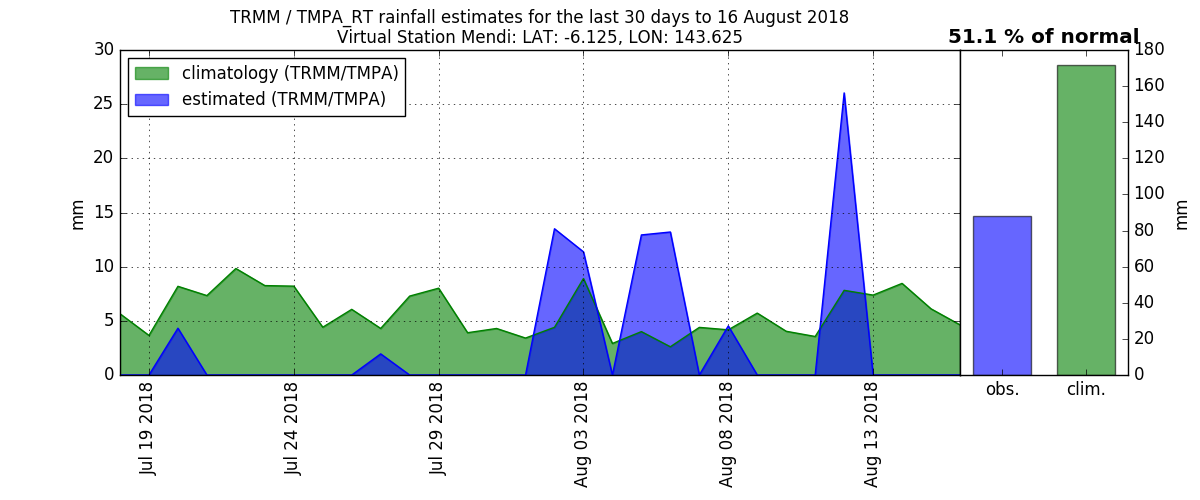 TRMM / TMPA_RT rainfall estimates for the last 30 days to 16 August 2018
Virtual Station Mendi: LAT: -6.125, LON: 143.625
51.1 % of normal
climatology (TRMM/TMPA)
estimated (TRMM/TMPA)
30
25
20
15
10
5
0
mm
Jul 19 2018
Jul 24 2018
Jul 29 2018
Aug 03 2018
Aug 08 2018
Aug 13 2018
180
160
140
120
100
80
60
40
20
0
mm
obs.
clim.